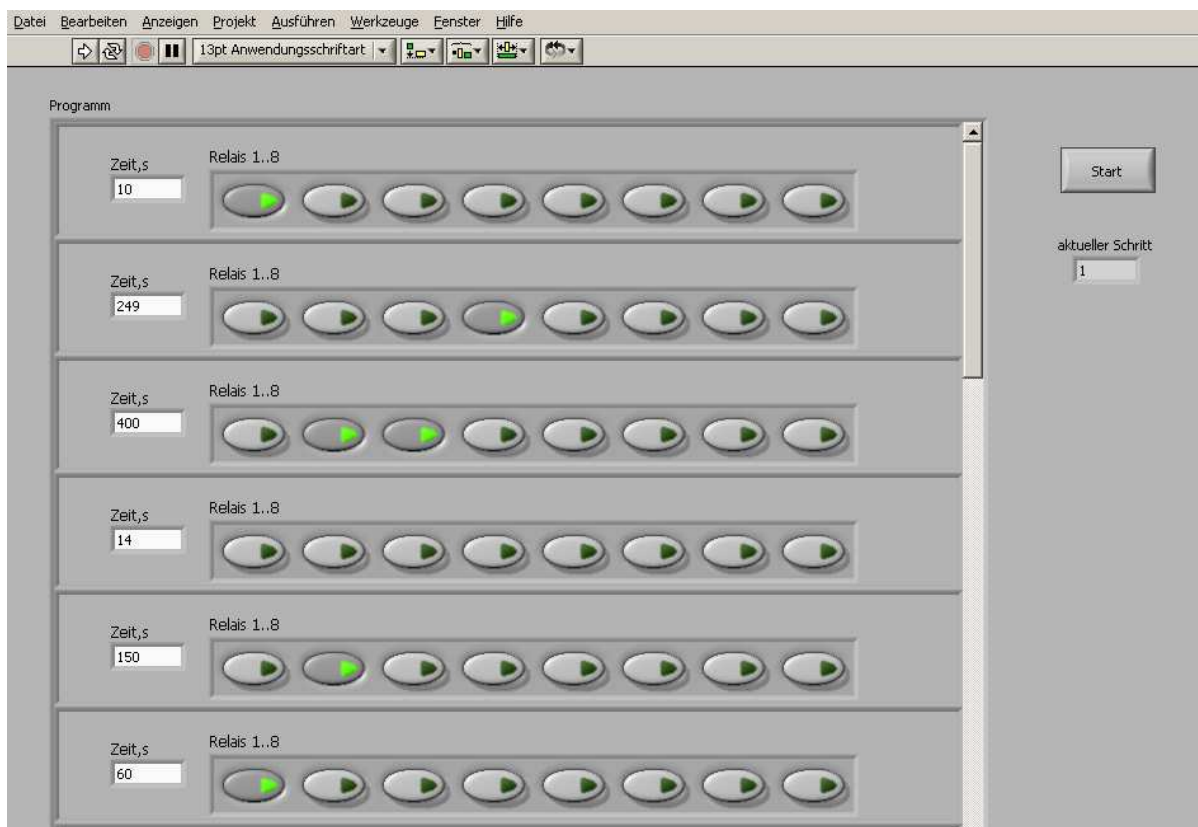 Datei Bearbeiten Anzeigen Projekt Ausführen Werkzeuge Fenster Hilfe
13pt Anwendungsschriftart
Programm
Zeit,s
10
Relais 1..8
Start
aktueller Schritt
1
Zeit,s
249
Relais 1..8
Zeit,s
400
Relais 1..8
Zeit,s
14
Relais 1..8
Zeit,s
150
Relais 1..8
Zeit,s
60
Relais 1..8